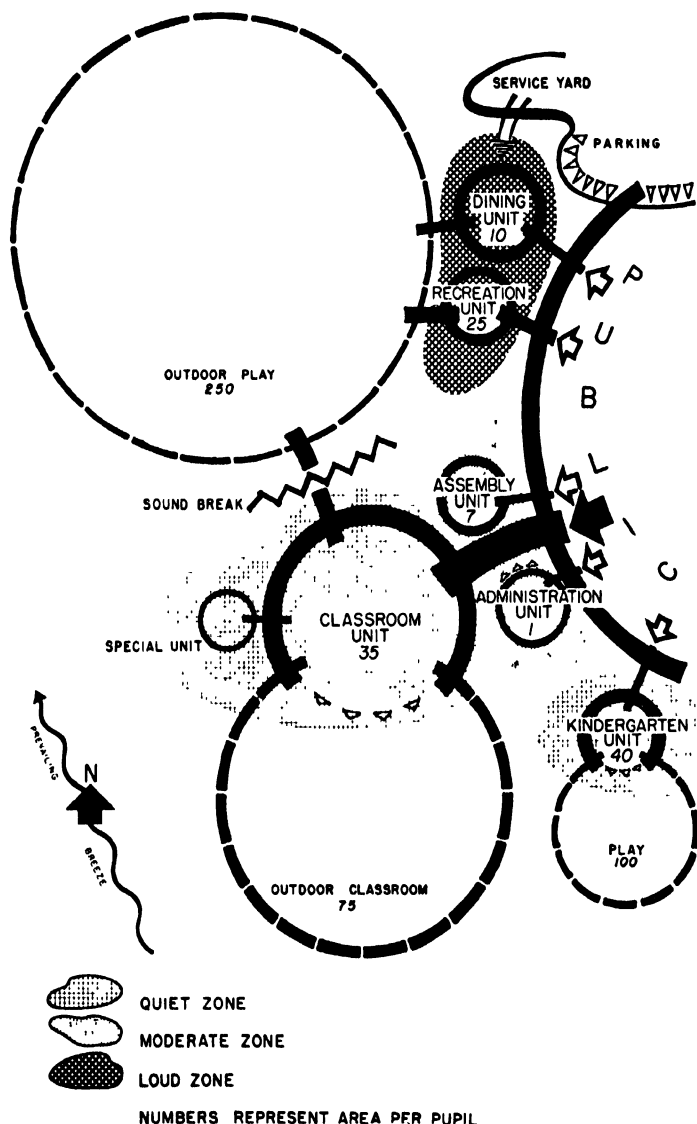 SERVICE YARD
PARKING
DINING
UNIT
10
RECREATION
UNIT
25
PUBLIC
OUTDOOR PLAY
250
SOUND BREAK
ASSEMBLY
UNIT
7
ADMINISTRATION
UNIT
1
CLASSROOM
UNIT
35
SPECIAL UNIT
KINDERGARTEN
UNIT
40
PLAY
100
OUTDOOR CLASSROOM
75
PREVAILING
N
BREEZE
QUIET ZONE
MODERATE ZONE
LOUD ZONE
NUMBERS REPRESENT AREA PER PUPIL